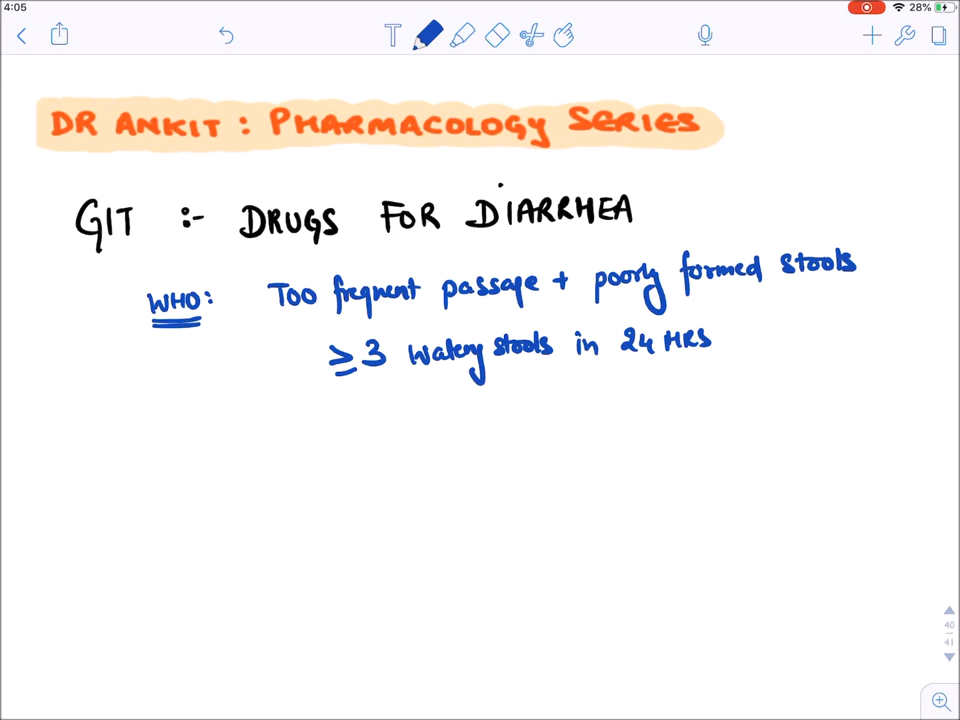 4:05
28%
T
DR ANKIT : PHARMACOLOGY SERIES
GIT :- DRUGS FOR DIARRHEA
WHO: Too frequent passage + poorly formed stools
≥ 3 watery stools in 24 HRS
40
41